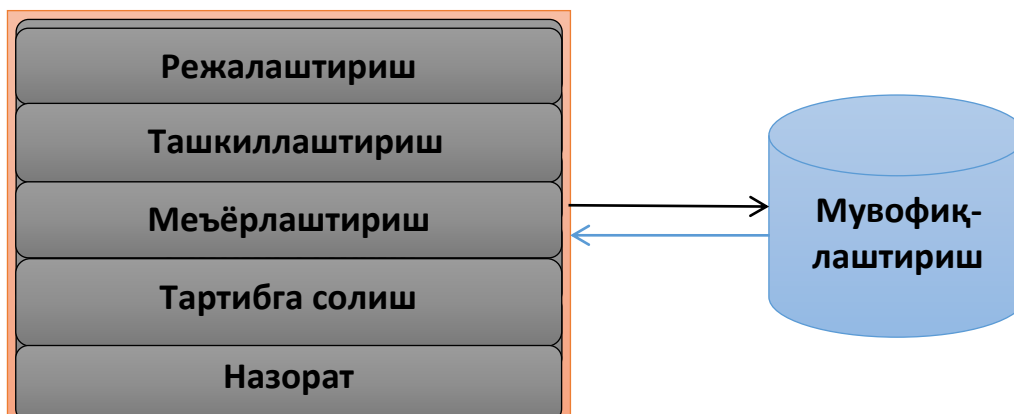 Режалаштириш
Ташкиллаштириш
Меъёрлаштириш
Тартибга солиш
Назорат
Мувофиқ-
лаштириш